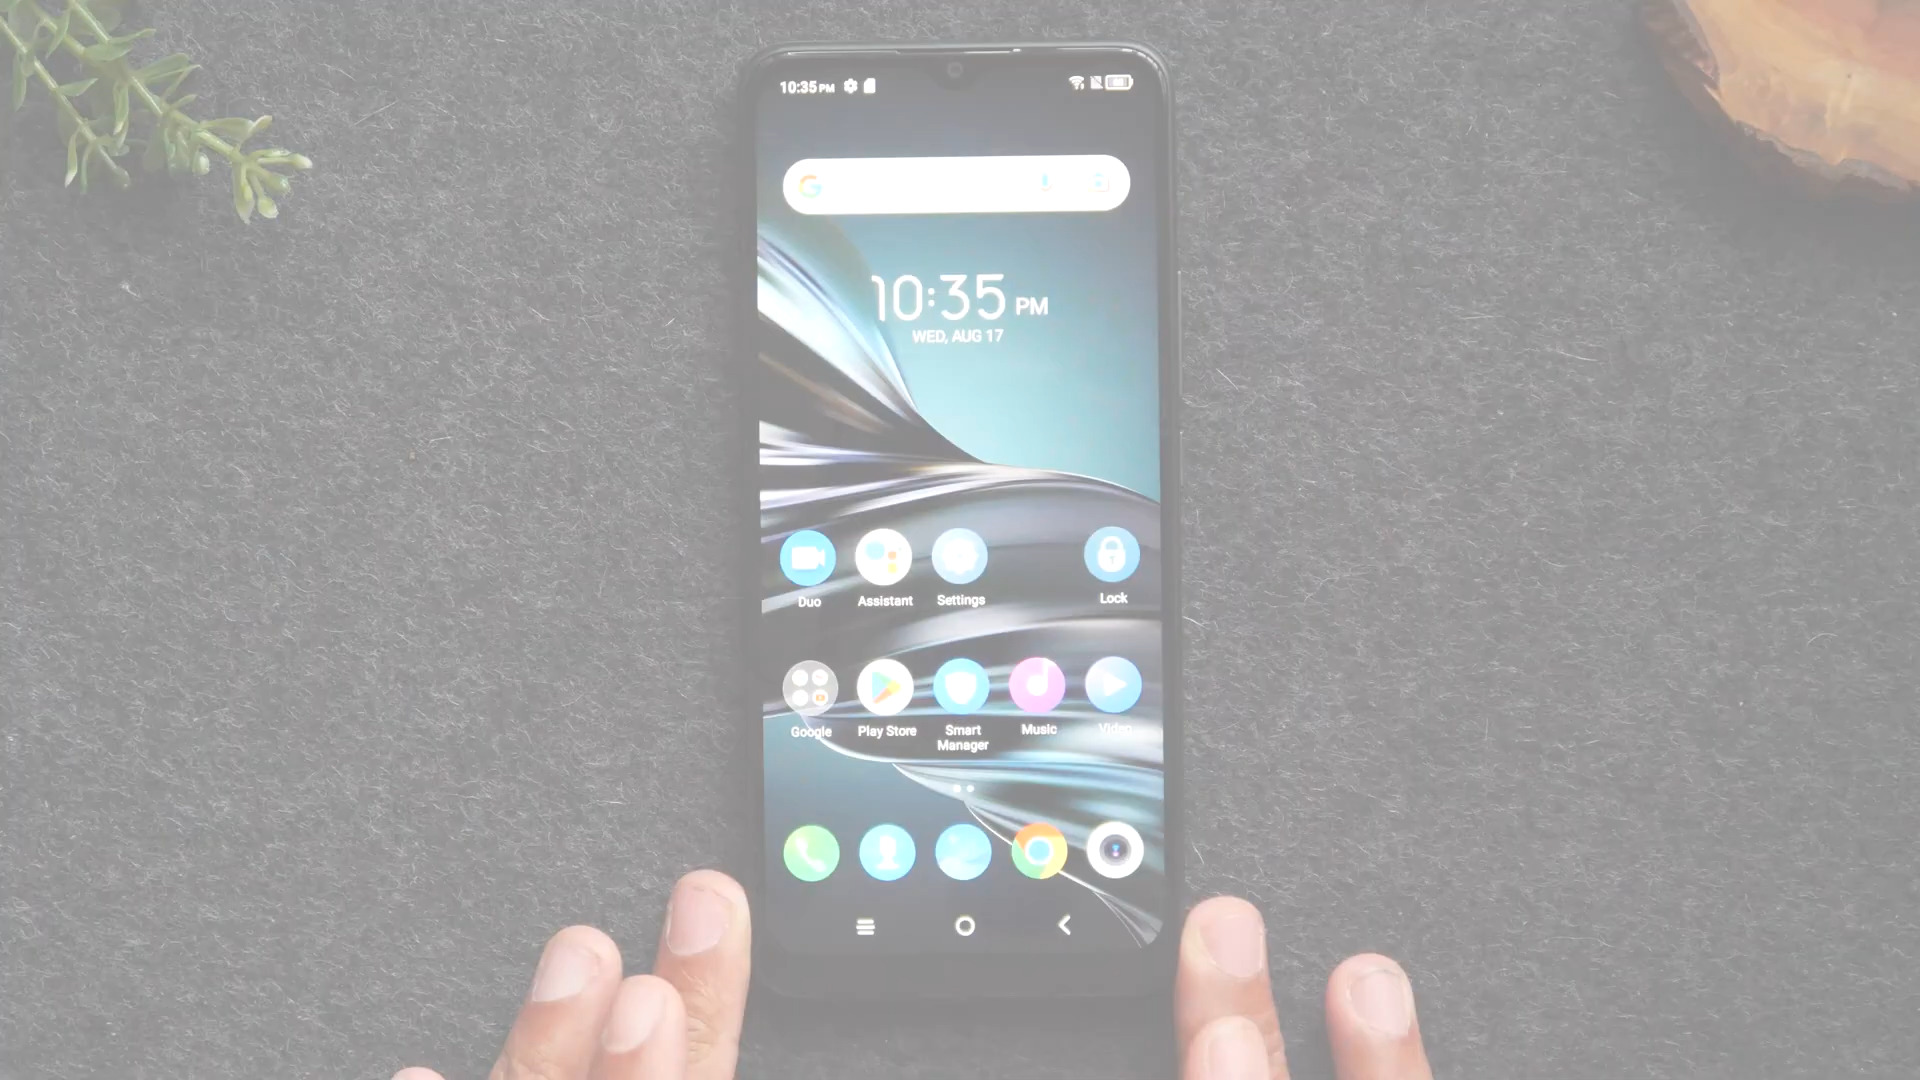 10:35 PM
10:35 PM
WED, AUG 17
Duo
Assistant
Settings
Lock
Google
Play Store
Smart
Manager
Music
Video